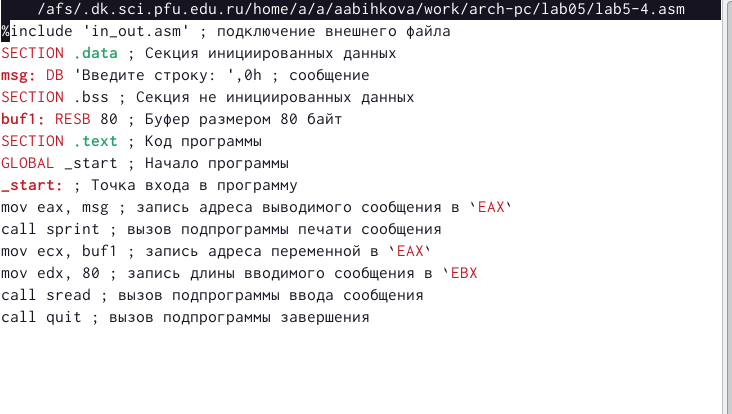 /afs/.dk.sci.pfu.edu.ru/home/a/a/aabihkova/work/arch-pc/lab05/lab5-4.asm
%include 'in_out.asm' ; подключение внешнего файла
SECTION .data ; Секция инициированных данных
msg: DB 'Введите строку: ',0h ; сообщение
SECTION .bss ; Секция не инициированных данных
buf1: RESB 80 ; Буфер размером 80 байт
SECTION .text ; Код программы
GLOBAL _start ; Начало программы
_start: ; Точка входа в программу
mov eax, msg ; запись адреса выводимого сообщения в `EAX`
call sprint ; вызов подпрограммы печати сообщения
mov ecx, buf1 ; запись адреса переменной в `EAX`
mov edx, 80 ; запись длины вводимого сообщения в `EBX
call sread ; вызов подпрограммы ввода сообщения
call quit ; вызов подпрограммы завершения